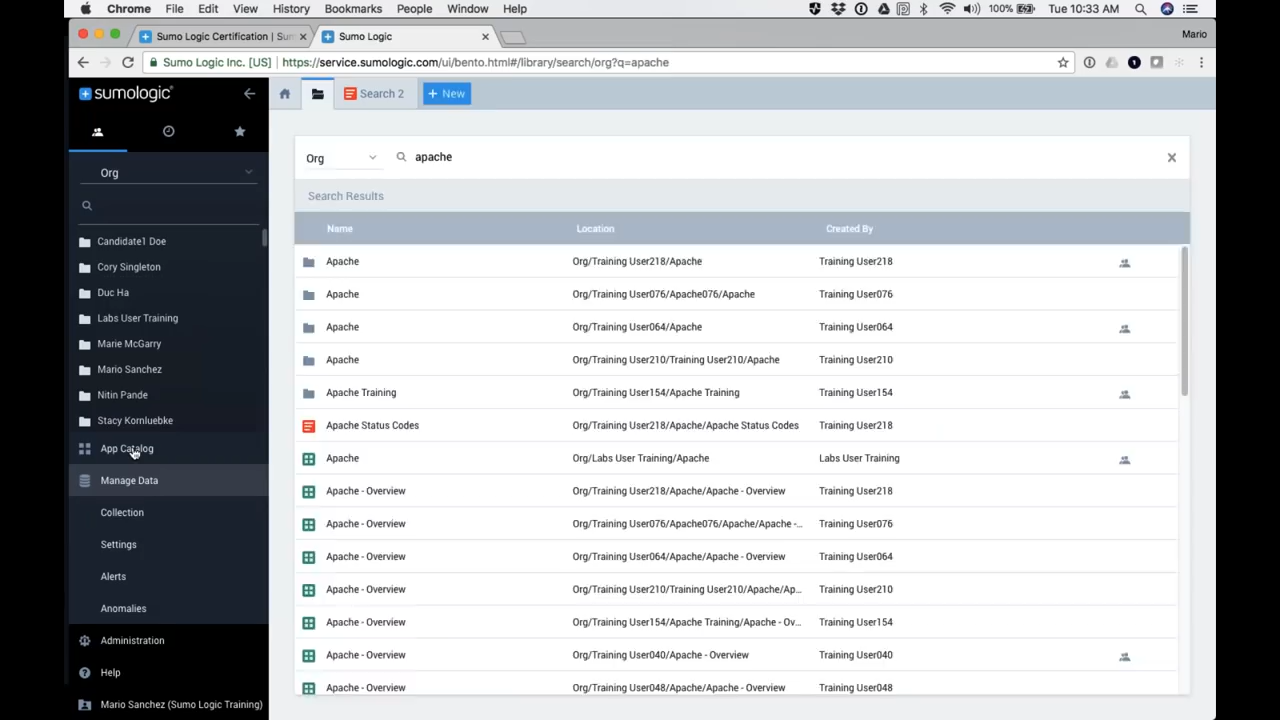 Chrome File Edit View History Bookmarks People Window Help 100% Tue 10:33 AM
Sumo Logic Certification | Sum Sumo Logic Mario
Sumo Logic Inc. [US] https://service.sumologic.com/ui/bento.html#/library/search/org?q=apache
sumologic Search 2 + New
Org
Org apache
Search Results
Name Location Created By
Candidate1 Doe
Cory Singleton
Duc Ha
Labs User Training
Marie McGarry
Mario Sanchez
Nitin Pande
Stacy Kornluebke
App Catalog
Manage Data
Collection
Settings
Alerts
Anomalies
Administration
Help
Mario Sanchez (Sumo Logic Training)
Apache Org/Training User218/Apache Training User218
Apache Org/Training User076/Apache076/Apache Training User076
Apache Org/Training User064/Apache Training User064
Apache Org/Training User210/Training User210/Apache Training User210
Apache Training Org/Training User154/Apache Training Training User154
Apache Status Codes Org/Training User218/Apache/Apache Status Codes Training User218
Apache Org/Labs User Training/Apache Labs User Training
Apache - Overview Org/Training User218/Apache/Apache - Overview Training User218
Apache - Overview Org/Training User076/Apache076/Apache/Apache -... Training User076
Apache - Overview Org/Training User064/Apache/Apache - Overview Training User064
Apache - Overview Org/Training User210/Training User210/Apache/Ap... Training User210
Apache - Overview Org/Training User154/Apache Training/Apache - Ov... Training User154
Apache - Overview Org/Training User040/Apache - Overview Training User040
Apache - Overview Org/Training User048/Apache/Apache - Overview Training User048